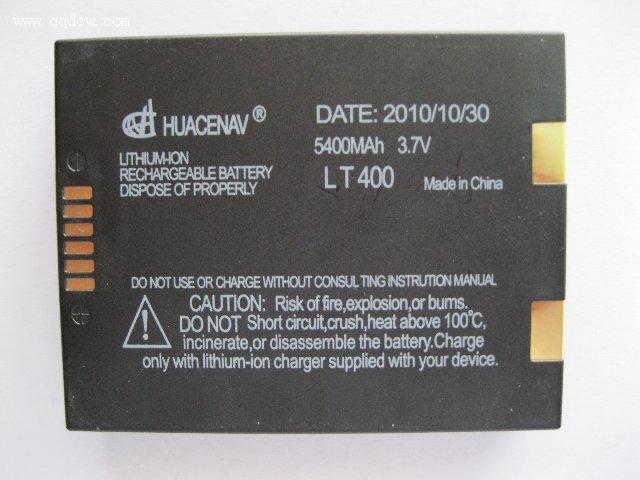 www.qqdcw.com
HUACENAV ®
DATE: 2010/10/30
5400MAh 3.7V
LITHIUM-ION
RECHARGEABLE BATTERY
DISPOSE OF PROPERLY
LT400 Made in China
DO NOT USE OR CHARGE WITHOUT CONSULTING INSTRUTION MANUAL
CAUTION: Risk of fire,explosion,or burns.
DO NOT Short circuit,crush,heat above 100℃,
incinerate,or disassemble the battery.Charge
only with lithium-ion charger supplied with your device.